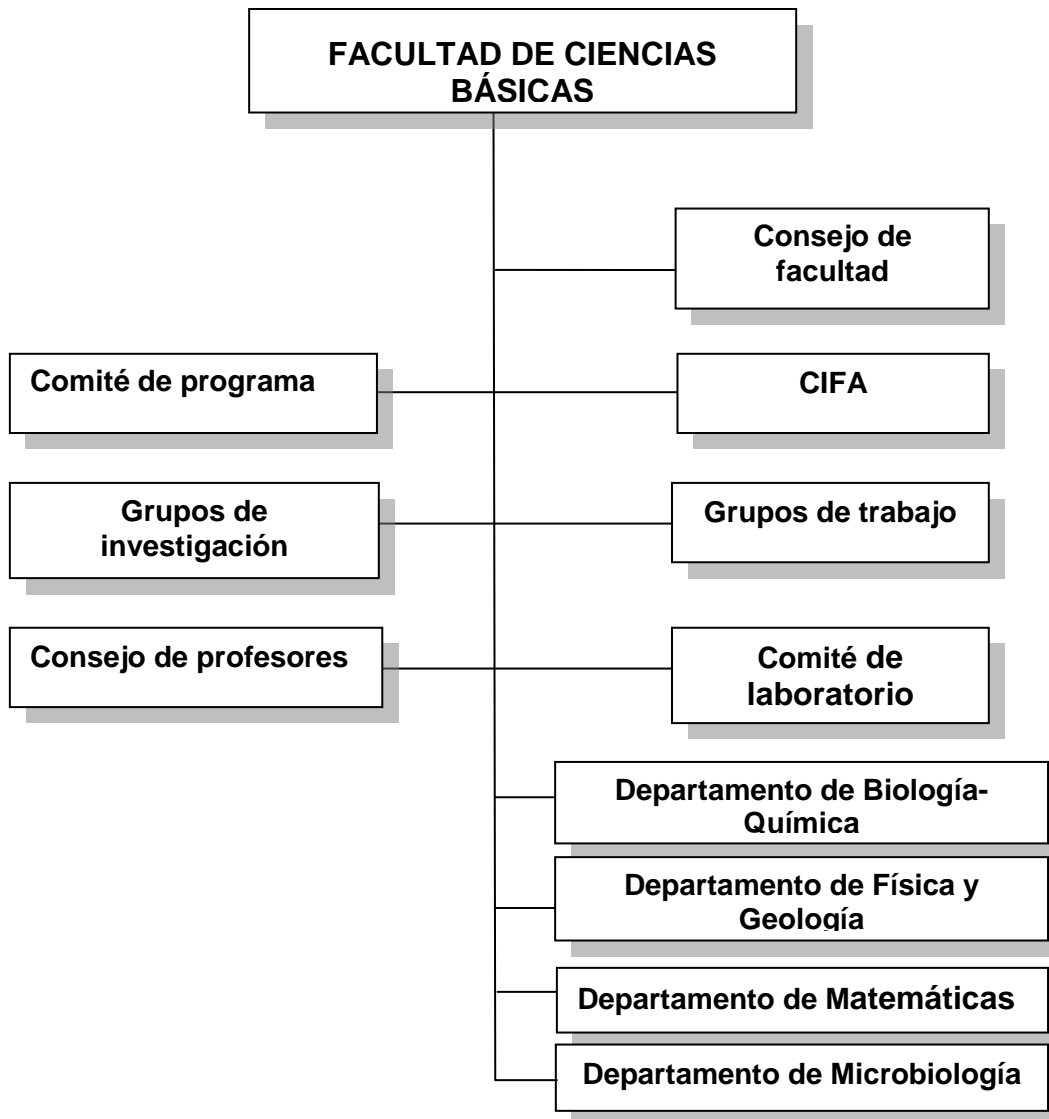 FACULTAD DE CIENCIAS
BÁSICAS
Consejo de
facultad
Comité de programa
CIFA
Grupos de
investigación
Grupos de trabajo
Consejo de profesores
Comité de
laboratorio
Departamento de Biología-
Química
Departamento de Física y
Geología
Departamento de Matemáticas
Departamento de Microbiología